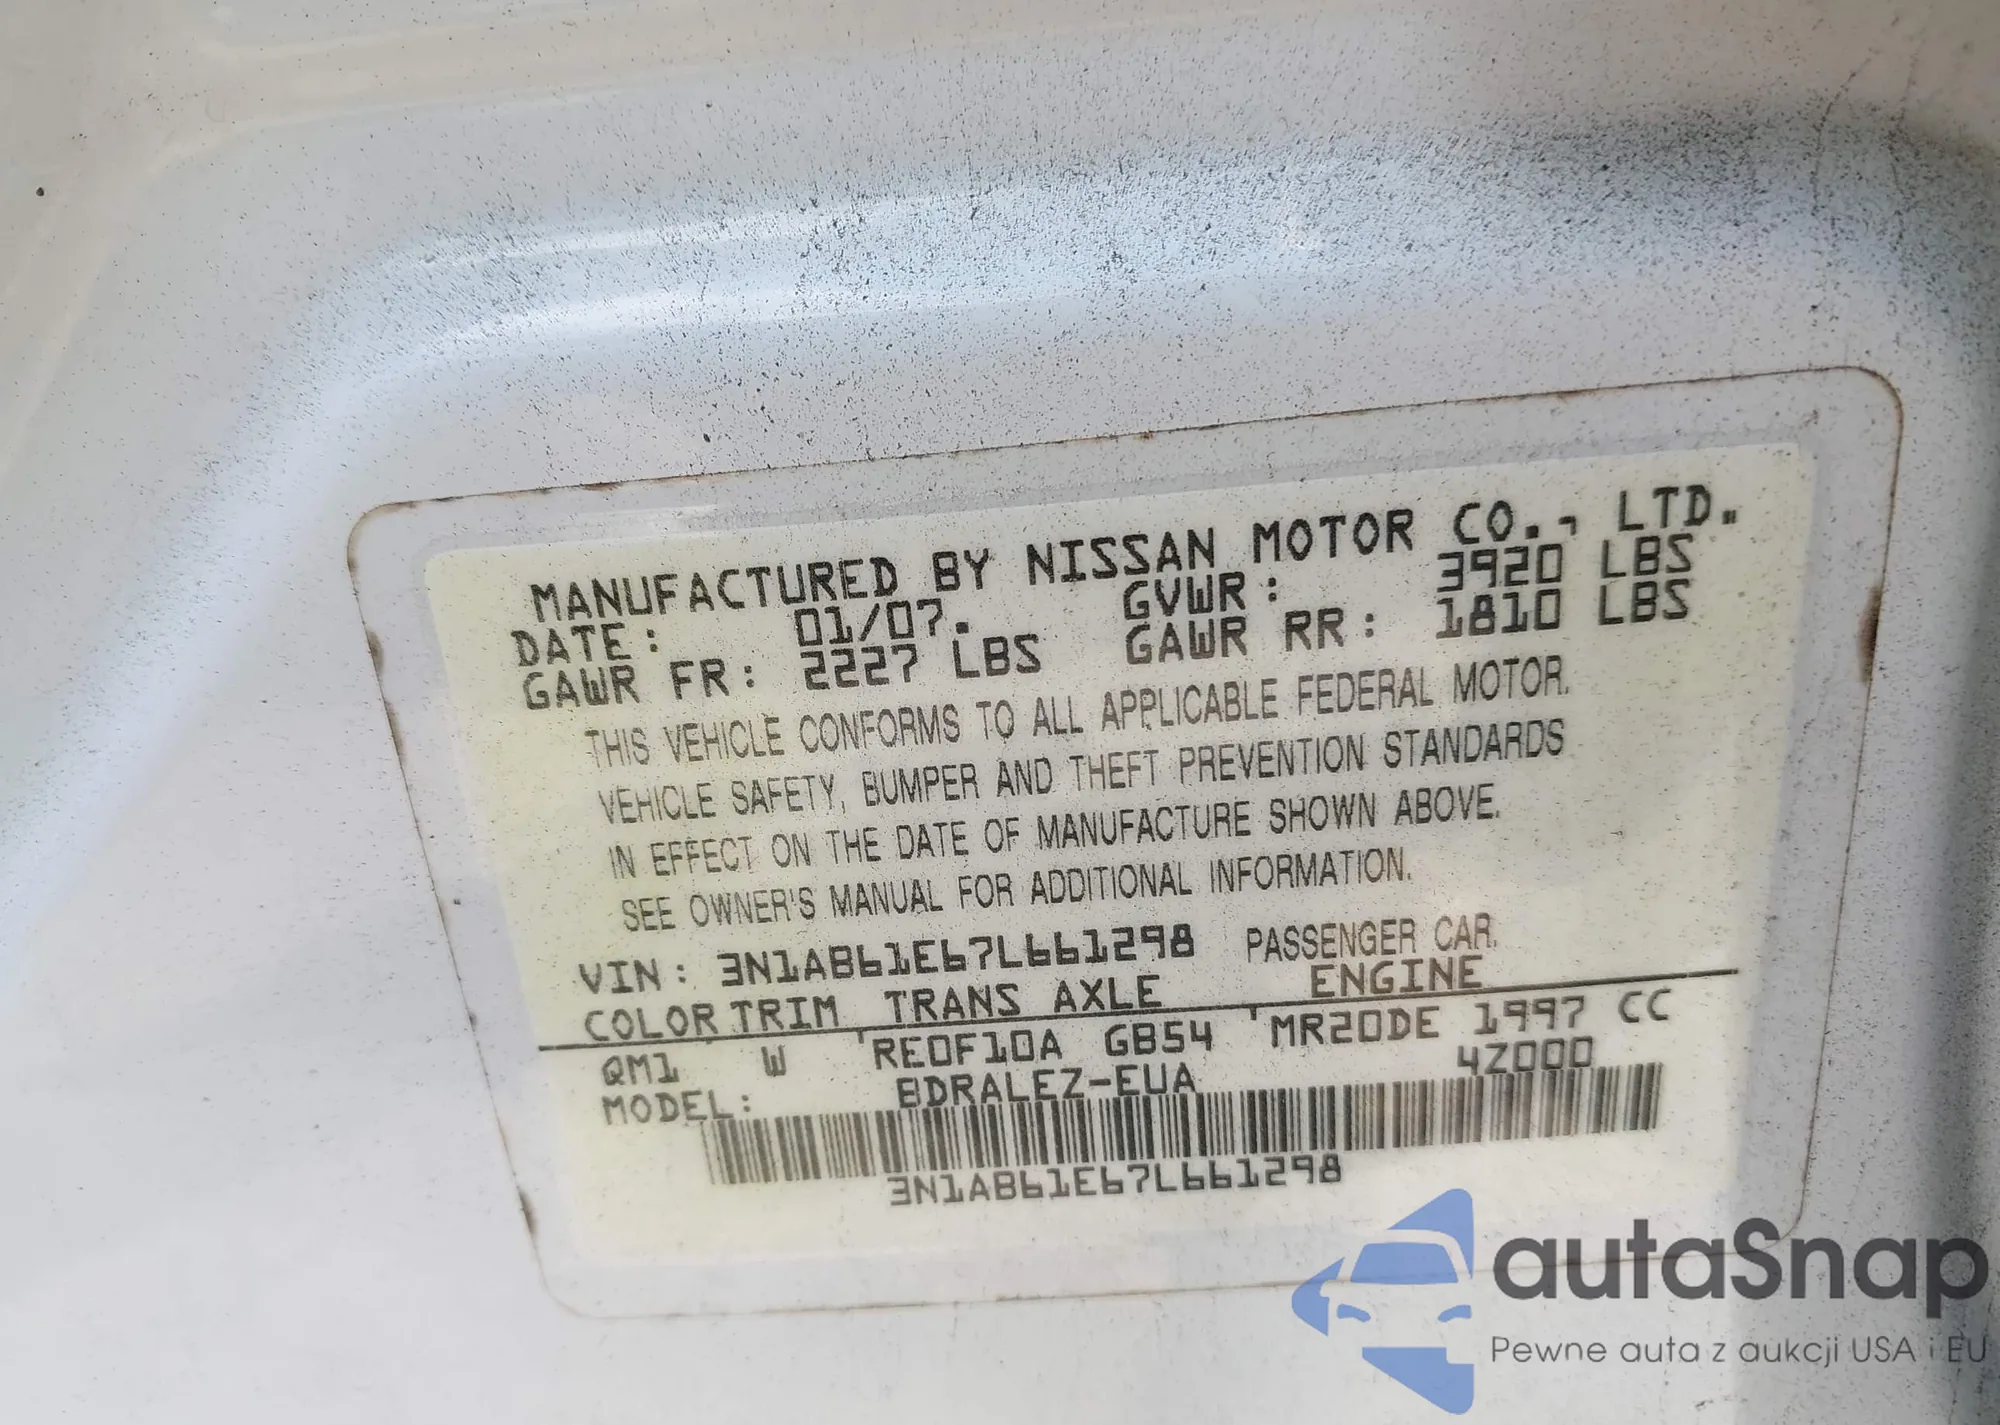 MANUFACTURED BY NISSAN MOTOR CO., LTD.
DATE: 01/07. GVWR: 3920 LBS
GAWR FR: 2227 LBS GAWR RR: 1810 LBS
THIS VEHICLE CONFORMS TO ALL APPLICABLE FEDERAL MOTOR.
VEHICLE SAFETY, BUMPER AND THEFT PREVENTION STANDARDS
IN EFFECT ON THE DATE OF MANUFACTURE SHOWN ABOVE.
SEE OWNER'S MANUAL FOR ADDITIONAL INFORMATION.
VIN: 3N1AB61E67L661298 PASSENGER CAR.
COLOR TRIM TRANS AXLE ENGINE
QM1 W RE0F10A GB54 MR20DE 1997 CC
MODEL: BDRALEZ-EUA 4Z000
3N1AB61E67L661298
autaSnap
Pewne auta z aukcji USA i EU